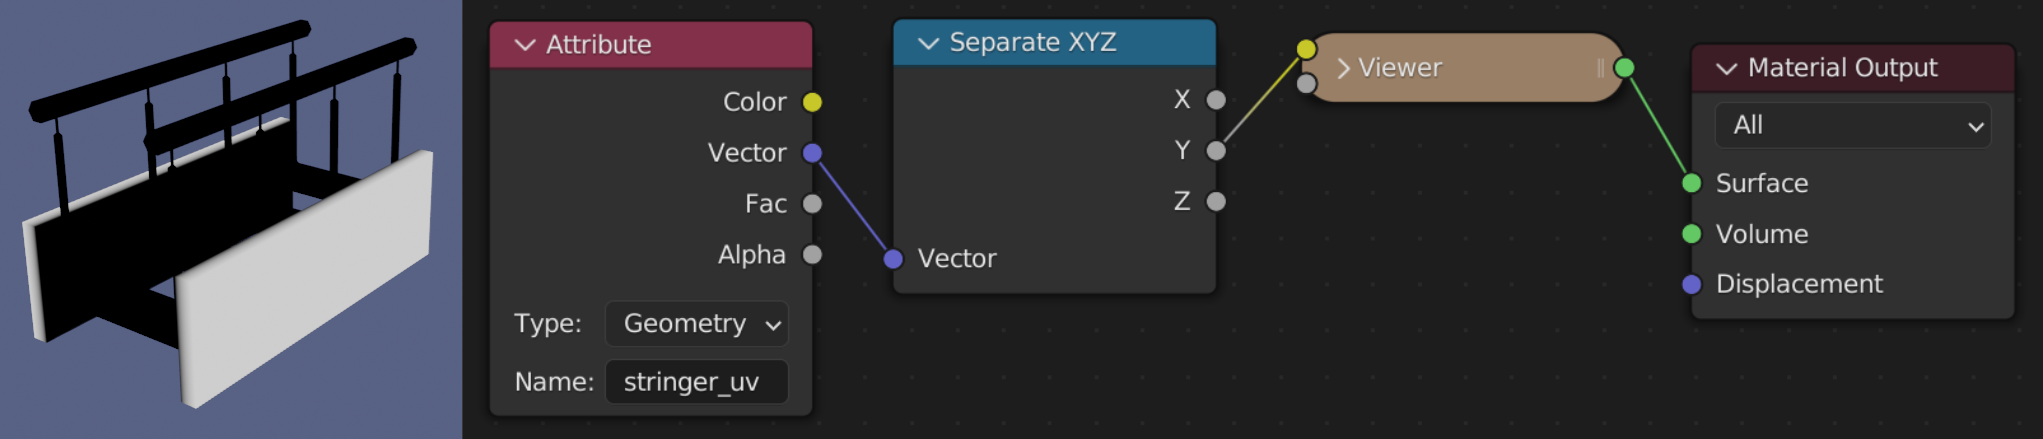 Attribute
Color
Vector
Fac
Alpha
Type: Geometry
Name: stringer_uv
Separate XYZ
X
Y
Z
Vector
Viewer
Material Output
All
Surface
Volume
Displacement